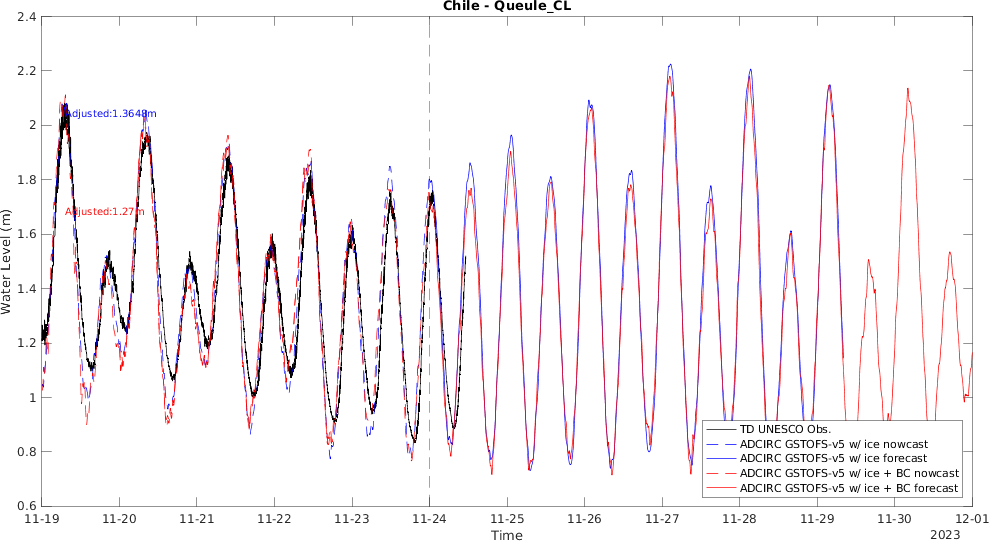 Chile - Queule_CL
2.4
2.2
2
1.8
1.6
1.4
1.2
1
0.8
0.6
Water Level (m)
Adjusted:1.3648m
Adjusted:1.27m
TD UNESCO Obs.
ADCIRC GSTOFS-v5 w/ ice nowcast
ADCIRC GSTOFS-v5 w/ ice forecast
ADCIRC GSTOFS-v5 w/ ice + BC nowcast
ADCIRC GSTOFS-v5 w/ ice + BC forecast
11-19 11-20 11-21 11-22 11-23 11-24 11-25 11-26 11-27 11-28 11-29 11-30 12-01
Time
2023